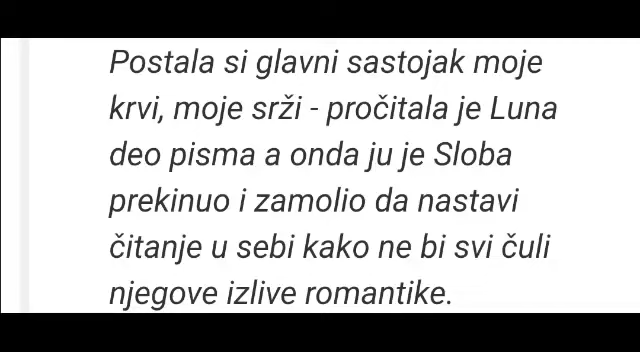 Postala si glavni sastojak moje
krvi, moje srži - pročitala je Luna
deo pisma a onda ju je Sloba
prekinuo i zamolio da nastavi
čitanje u sebi kako ne bi svi čuli
njegove izlive romantike.